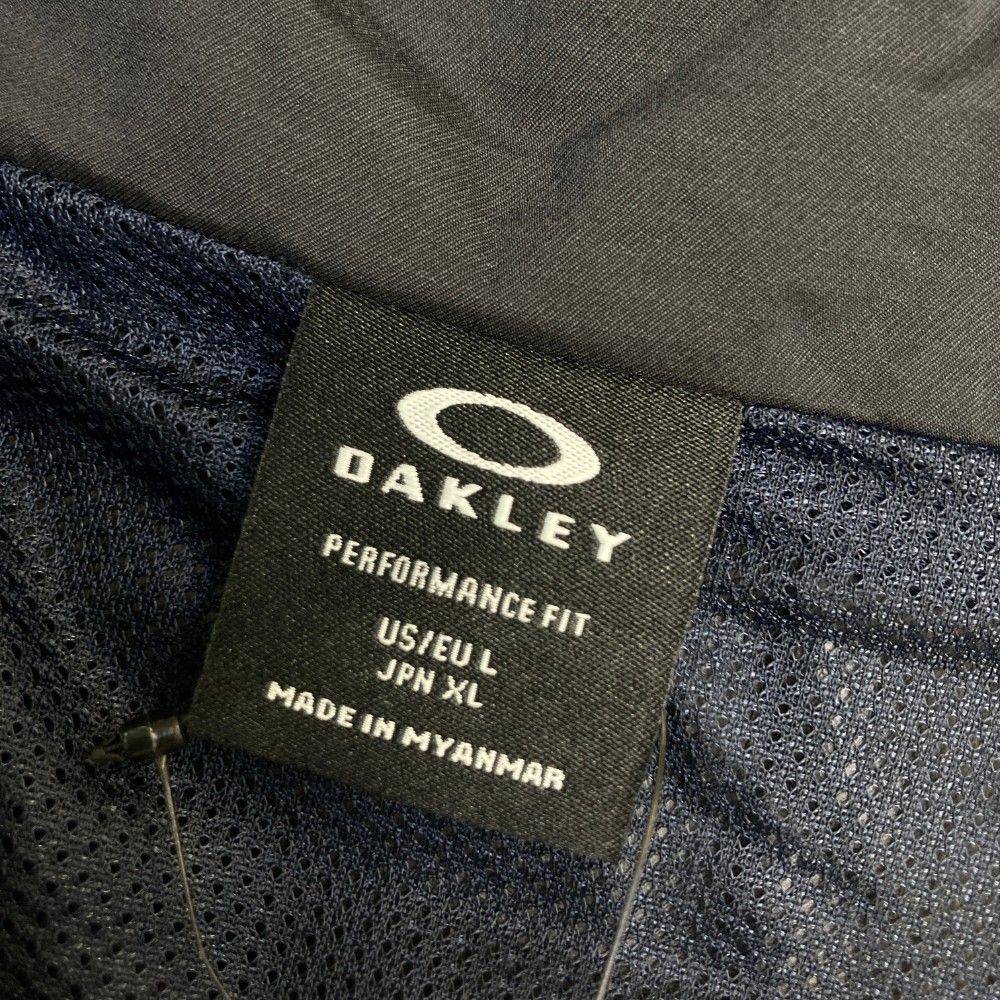 OAKLEY
PERFORMANCE FIT
US/EU L
JPN XL
MADE IN MYANMAR